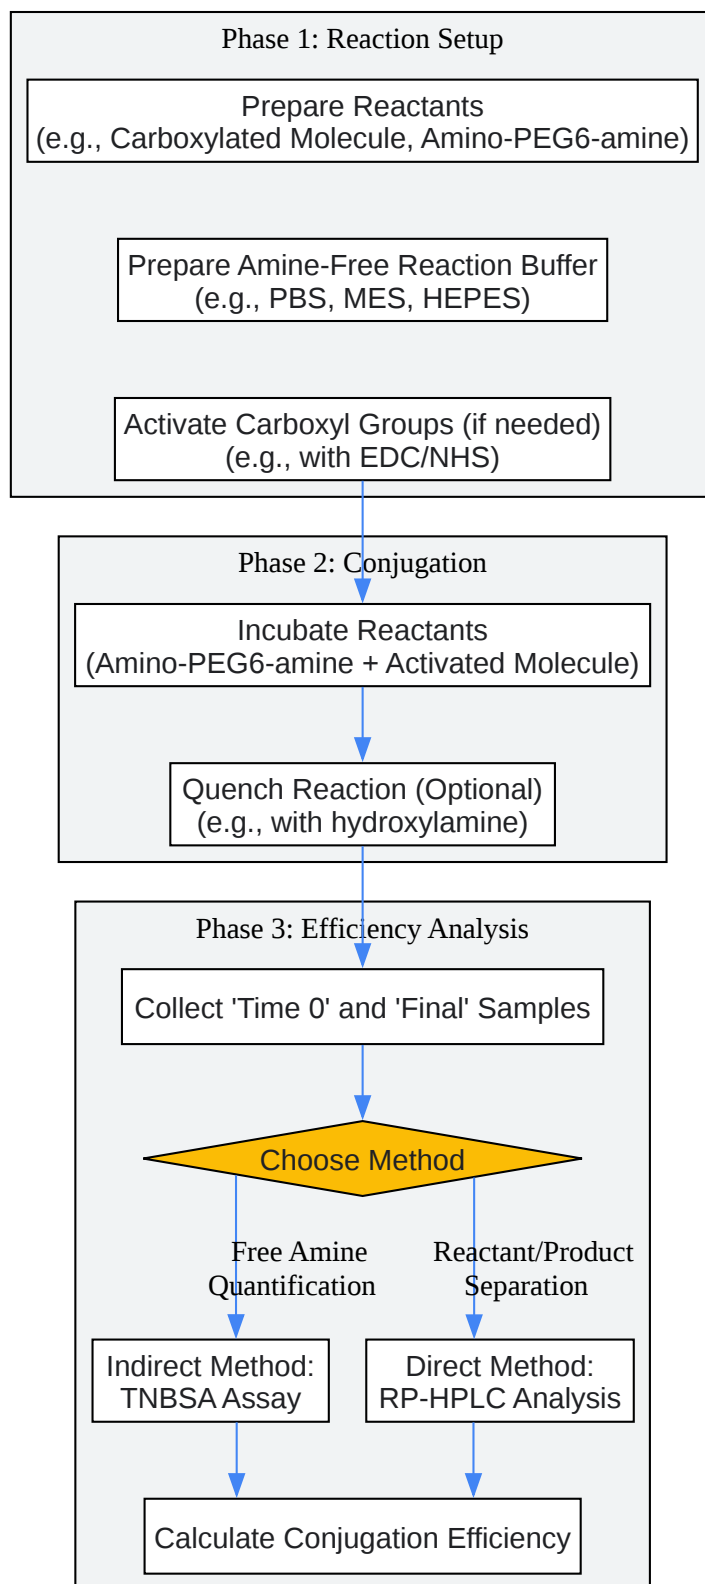 Phase 1: Reaction Setup
Prepare Reactants
(e.g., Carboxylated Molecule, Amino-PEG6-amine)
Prepare Amine-Free Reaction Buffer
(e.g., PBS, MES, HEPES)
Activate Carboxyl Groups (if needed)
(e.g., with EDC/NHS)
Phase 2: Conjugation
Incubate Reactants
(Amino-PEG6-amine + Activated Molecule)
Quench Reaction (Optional)
(e.g., with hydroxylamine)
Phase 3: Efficiency Analysis
Collect 'Time 0' and 'Final' Samples
Choose Method
Free Amine
Quantification
Reactant/Product
Separation
Indirect Method:
TNBSA Assay
Direct Method:
RP-HPLC Analysis
Calculate Conjugation Efficiency